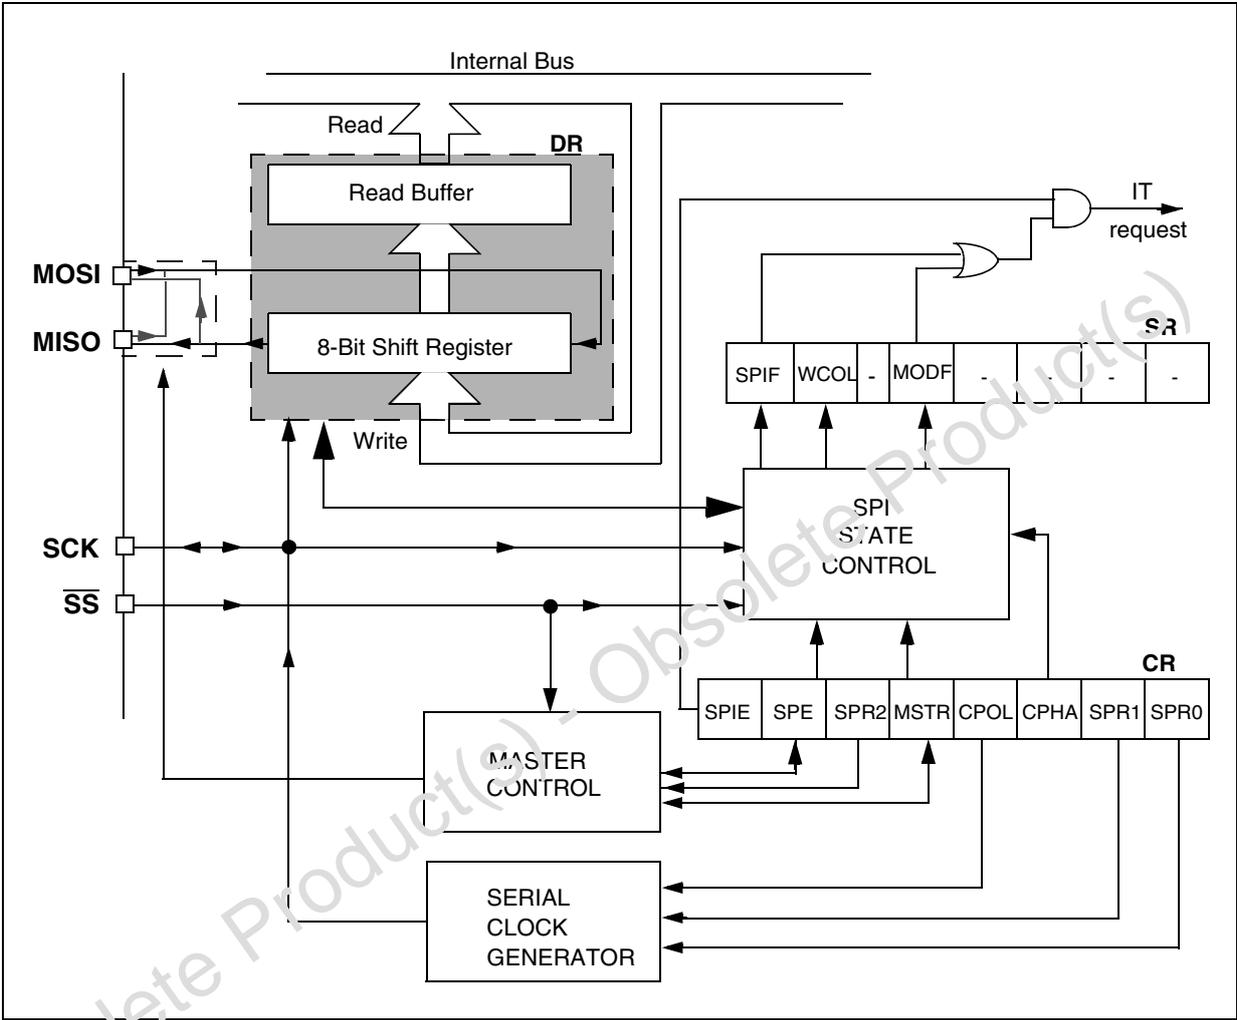 Internal Bus
Read
DR
Read Buffer
IT
request
MOSI
MISO
8-Bit Shift Register
SR
SPIF WCOL - MODF - - - -
Write
SPI
STATE
CONTROL
SCK
SS
CR
SPIE SPE SPR2 MSTR CPOL CPHA SPR1 SPR0
MASTER
CONTROL
SERIAL
CLOCK
GENERATOR
lete Product(s) - Obsolete Product(s)